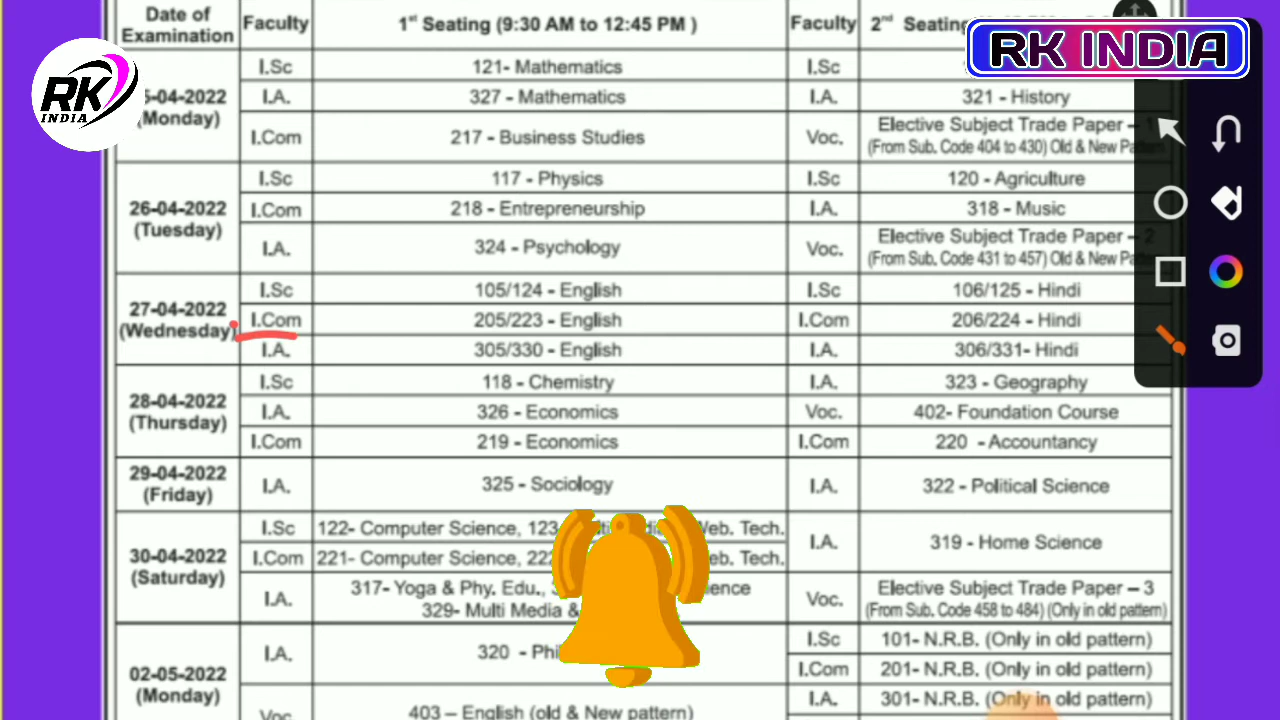 Date of Examination | Faculty | 1st Seating (9:30 AM to 12:45 PM ) | Faculty | 2nd Seating
RK INDIA
RK INDIA
5-04-2022 (Monday) | I.Sc | 121- Mathematics | I.Sc
I.A. | 327 - Mathematics | I.A. | 321 - History
I.Com | 217 - Business Studies | Voc. | Elective Subject Trade Paper – 1 (From Sub. Code 404 to 430) Old & New Pattern
26-04-2022 (Tuesday) | I.Sc | 117 - Physics | I.Sc | 120 - Agriculture
I.Com | 218 - Entrepreneurship | I.A. | 318 - Music
I.A. | 324 - Psychology | Voc. | Elective Subject Trade Paper – 2 (From Sub. Code 431 to 457) Old & New Pattern
27-04-2022 (Wednesday) | I.Sc | 105/124 - English | I.Sc | 106/125 - Hindi
I.Com | 205/223 - English | I.Com | 206/224 - Hindi
I.A. | 305/330 - English | I.A. | 306/331- Hindi
28-04-2022 (Thursday) | I.Sc | 118 - Chemistry | I.A. | 323 - Geography
I.A. | 326 - Economics | Voc. | 402- Foundation Course
I.Com | 219 - Economics | I.Com | 220 - Accountancy
29-04-2022 (Friday) | I.A. | 325 - Sociology | I.A. | 322 - Political Science
30-04-2022 (Saturday) | I.Sc | 122- Computer Science, 123 Web. Tech. | I.A. | 319 - Home Science
I.Com | 221- Computer Science, 222 Web. Tech.
I.A. | 317- Yoga & Phy. Edu., 329- Multi Media & | Voc. | Elective Subject Trade Paper – 3 (From Sub. Code 458 to 484) (Only in old pattern)
02-05-2022 (Monday) | I.A. | 320 - | I.Sc | 101- N.R.B. (Only in old pattern)
I.Com | 201- N.R.B. (Only in old pattern)
Voc. | 403 – English (old & New pattern) | I.A. | 301- N.R.B. (Only in old pattern)